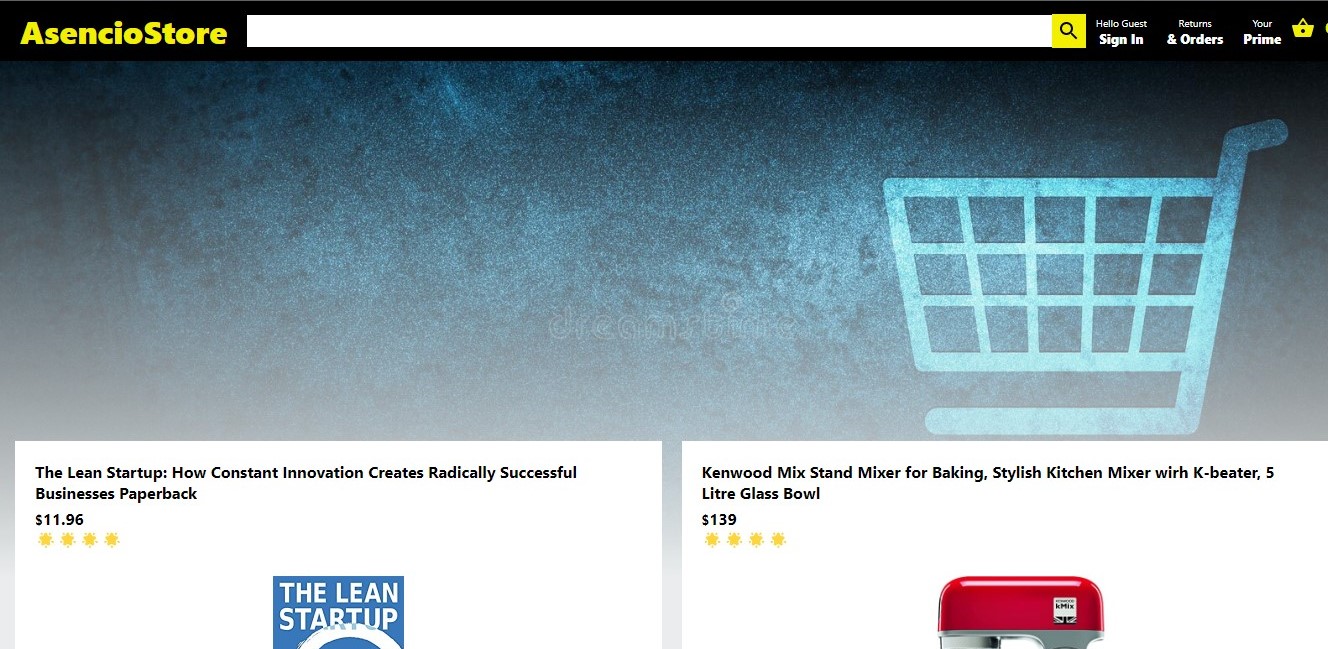 AsencioStore
Hello Guest
Sign In
Returns
& Orders
Your
Prime
dreamstime
The Lean Startup: How Constant Innovation Creates Radically Successful
Businesses Paperback
$11.96
THE LEAN
STARTUP
Kenwood Mix Stand Mixer for Baking, Stylish Kitchen Mixer wirh K-beater, 5
Litre Glass Bowl
$139
KENWOOD
kMix